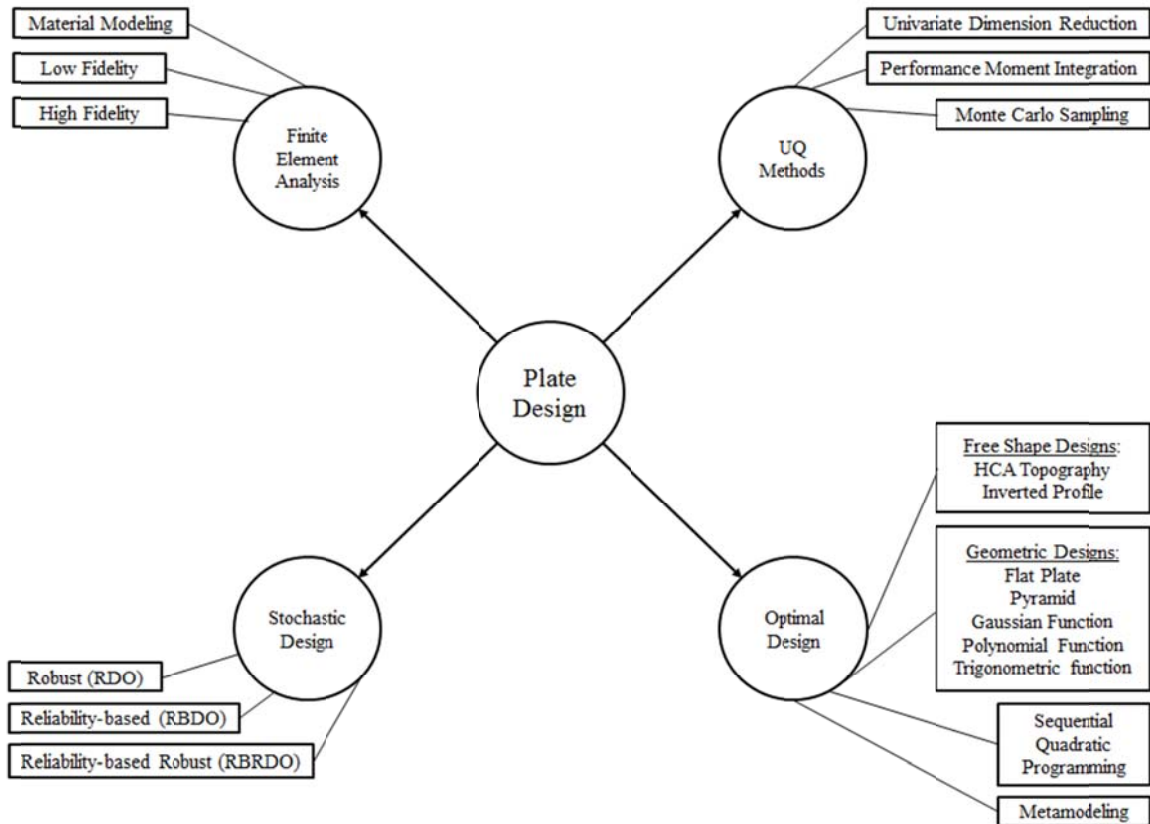 Material Modeling
Low Fidelity
High Fidelity
Finite
Element
Analysis
Univariate Dimension Reduction
Performance Moment Integration
Monte Carlo Sampling
UQ
Methods
Plate
Design
Stochastic
Design
Robust (RDO)
Reliability-based (RBDO)
Reliability-based Robust (RBRDO)
Optimal
Design
Free Shape Designs:
HCA Topography
Inverted Profile
Geometric Designs:
Flat Plate
Pyramid
Gaussian Function
Polynomial Function
Trigonometric function
Sequential
Quadratic
Programming
Metamodeling